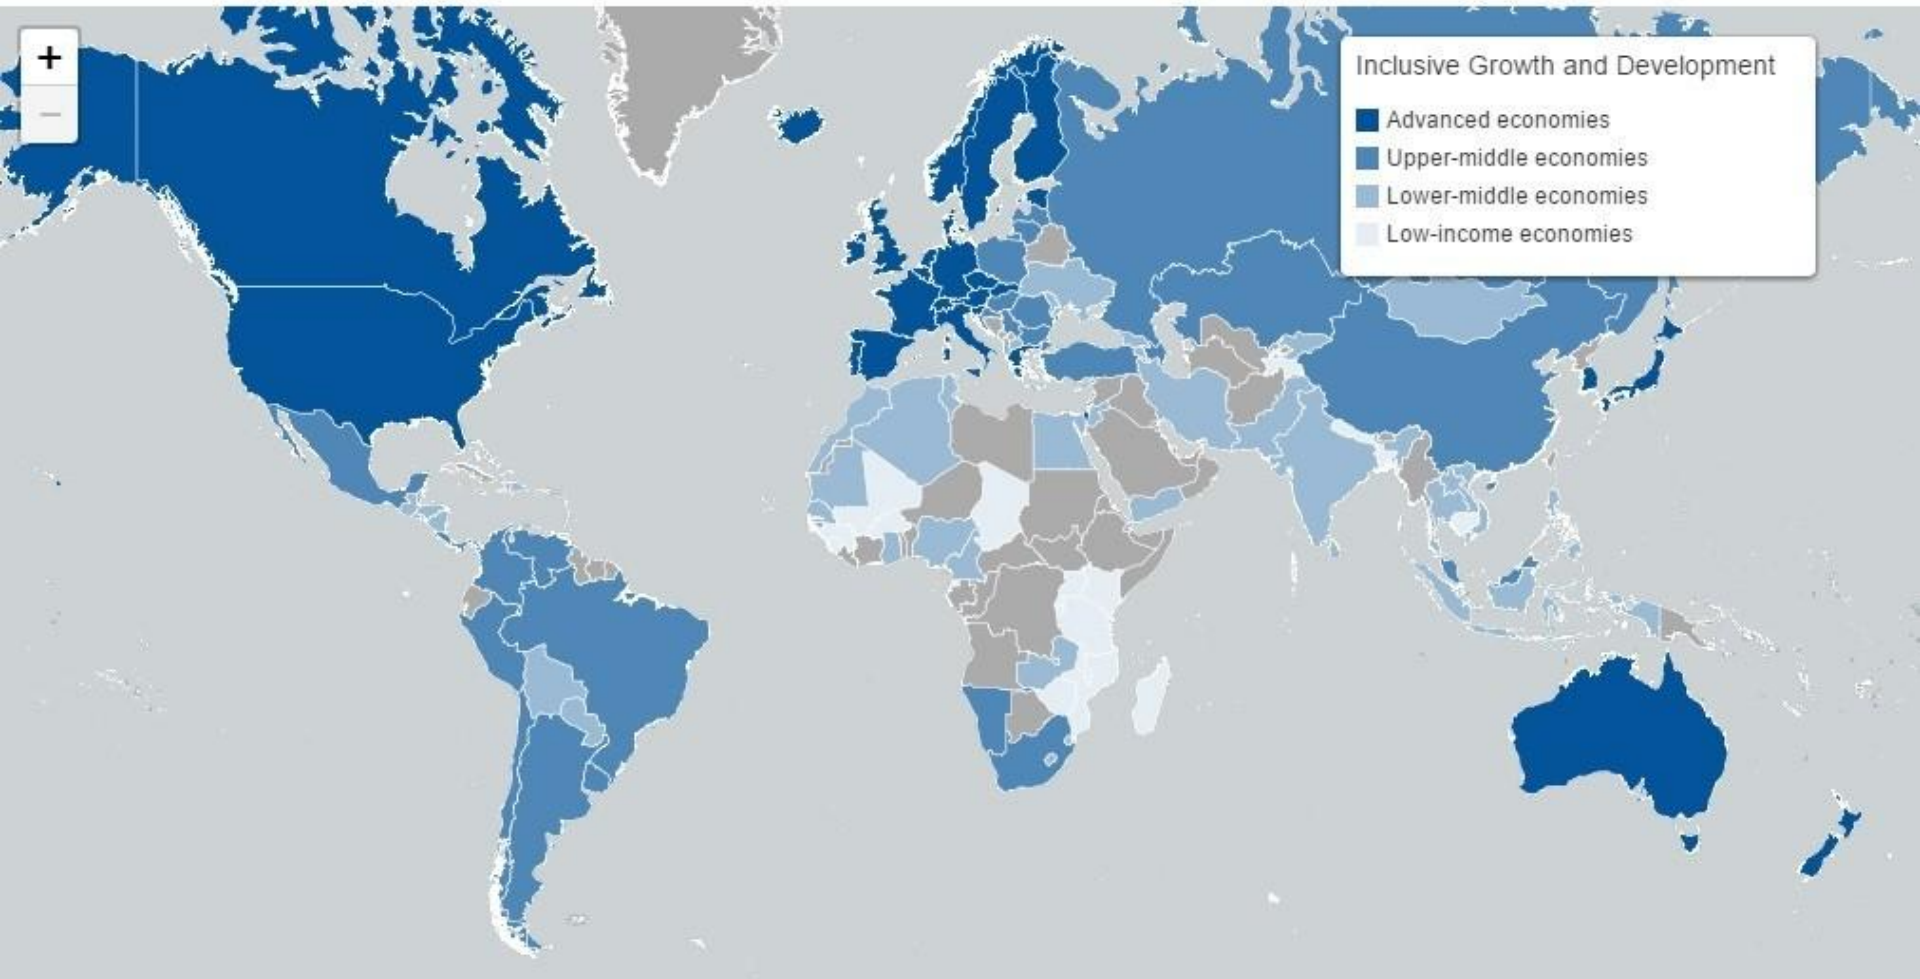 +
−
Inclusive Growth and Development
Advanced economies
Upper-middle economies
Lower-middle economies
Low-income economies